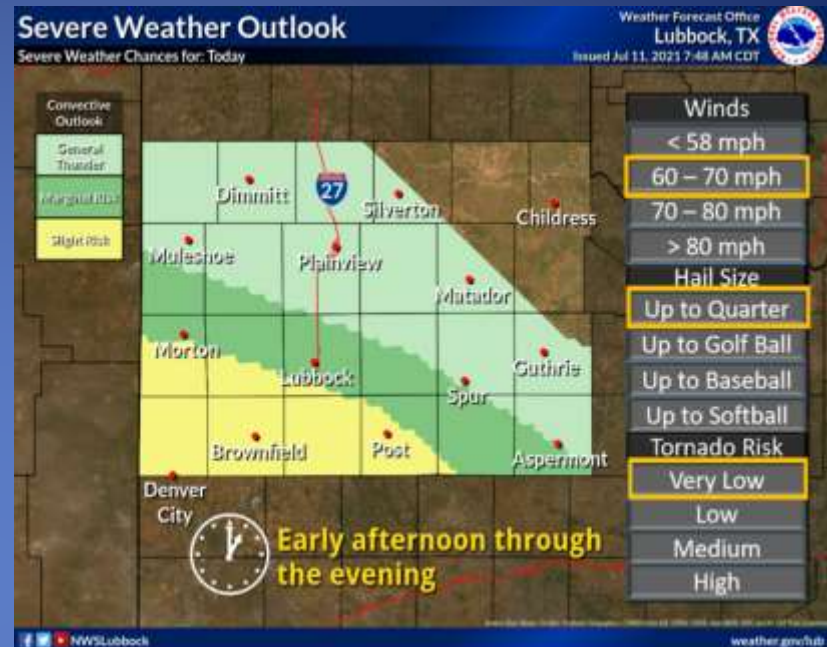 Severe Weather Outlook
Severe Weather Chances for: Today
Weather Forecast Office
Lubbock, TX
Issued Jul 11, 2021 7:48 AM CDT
Convective
Outlook
General
Thunder
Marginal Risk
Slight Risk
27
Dimmitt
Silverton
Childress
Muleshoe
Plainview
Matador
Morton
Lubbock
Spur
Guthrie
Brownfield
Post
Aspermont
Denver
City
Early afternoon through
the evening
Winds
< 58 mph
60 – 70 mph
70 – 80 mph
> 80 mph
Hail Size
Up to Quarter
Up to Golf Ball
Up to Baseball
Up to Softball
Tornado Risk
Very Low
Low
Medium
High
NWSLubbock
weather.gov/lub